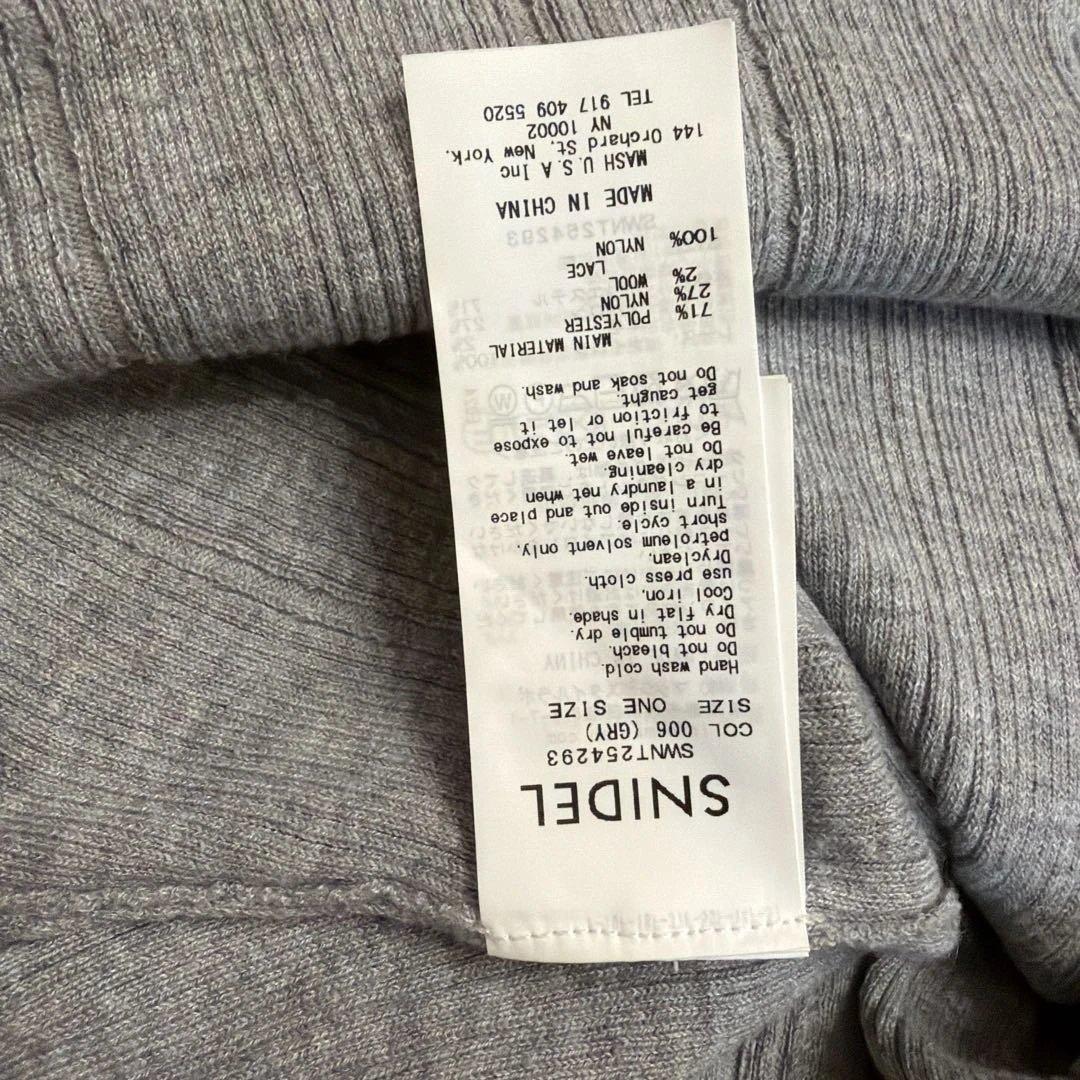 SNIDEL
SWNT254293
COL 006 (GRY)
SIZE ONE SIZE
Hand wash cold.
Do not bleach.
Do not tumble dry.
Dry flat in shade.
Cool iron.
use press cloth.
Dryclean.
petroleum solvent only.
short cycle.
Turn inside out and place
in a laundry net when
dry cleaning.
Do not leave wet.
Be careful not to expose
to friction or let it
get caught.
Do not soak and wash.
MAIN MATERIAL
71% POLYESTER
27% NYLON
2% WOOL
LACE
100% NYLON
MADE IN CHINA
MASH U.S.A Inc
144 Orchard St. New York.
NY 10002
TEL 917 409 5520